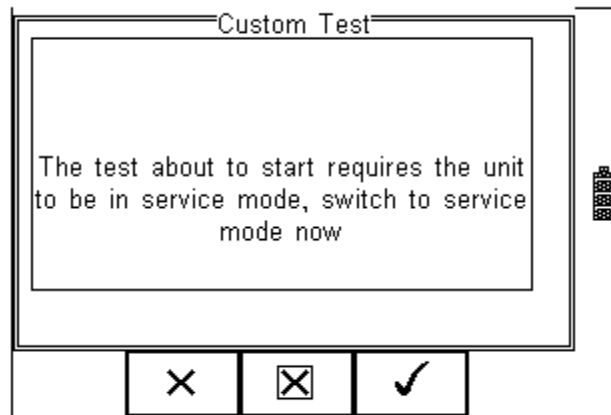 Custom Test
The test about to start requires the unit
to be in service mode, switch to service
mode now